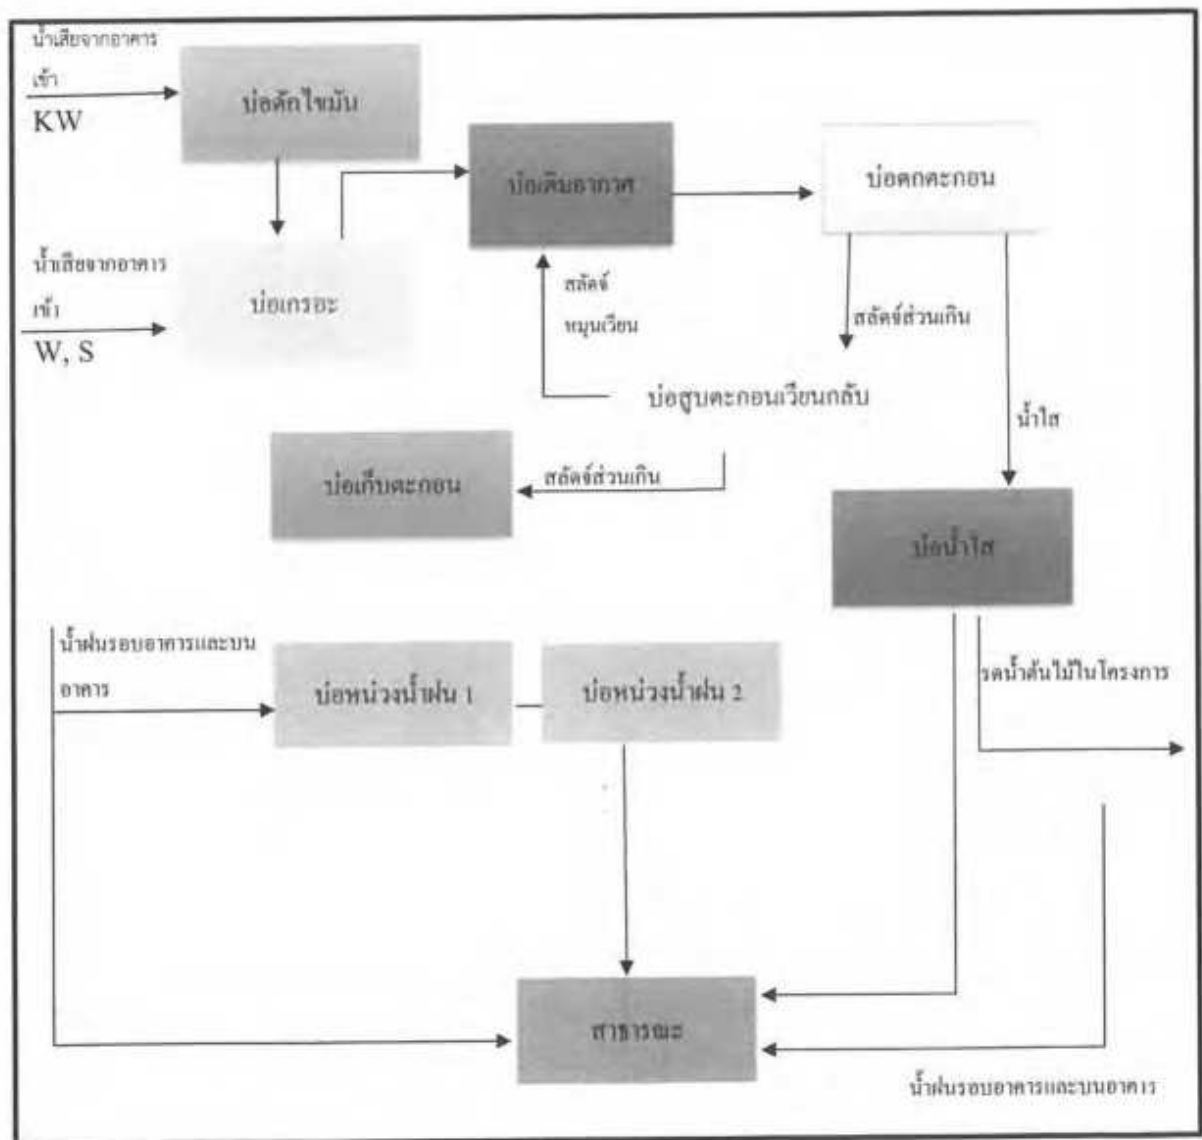 น้ำเสียจากอาคาร
เข้า
KW
บ่อดักไขมัน
บ่อเติมอากาศ
บ่อตกตะกอน
น้ำเสียจากอาคาร
เข้า
W, S
บ่อเกรอะ
สลัดจ์
หมุนเวียน
สลัดจ์ส่วนเกิน
บ่อสูบตะกอนเวียนกลับ
น้ำใส
บ่อเก็บตะกอน
สลัดจ์ส่วนเกิน
บ่อน้ำใส
น้ำฝนรอบอาคารและบน
อาคาร
บ่อหน่วงน้ำฝน 1
บ่อหน่วงน้ำฝน 2
รดน้ำต้นไม้ในโครงการ
สาธารณะ
น้ำฝนรอบอาคารและบนอาคาร